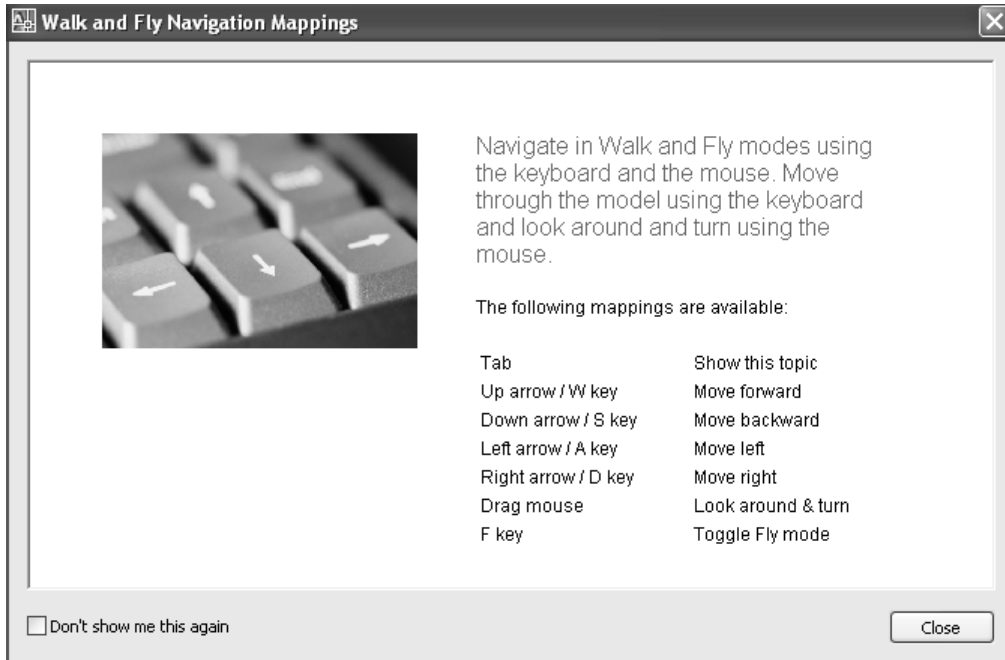 Walk and Fly Navigation Mappings
Navigate in Walk and Fly modes using
the keyboard and the mouse. Move
through the model using the keyboard
and look around and turn using the
mouse.
The following mappings are available:
Tab Show this topic
Up arrow / W key Move forward
Down arrow / S key Move backward
Left arrow / A key Move left
Right arrow / D key Move right
Drag mouse Look around & turn
F key Toggle Fly mode
Don't show me this again
Close